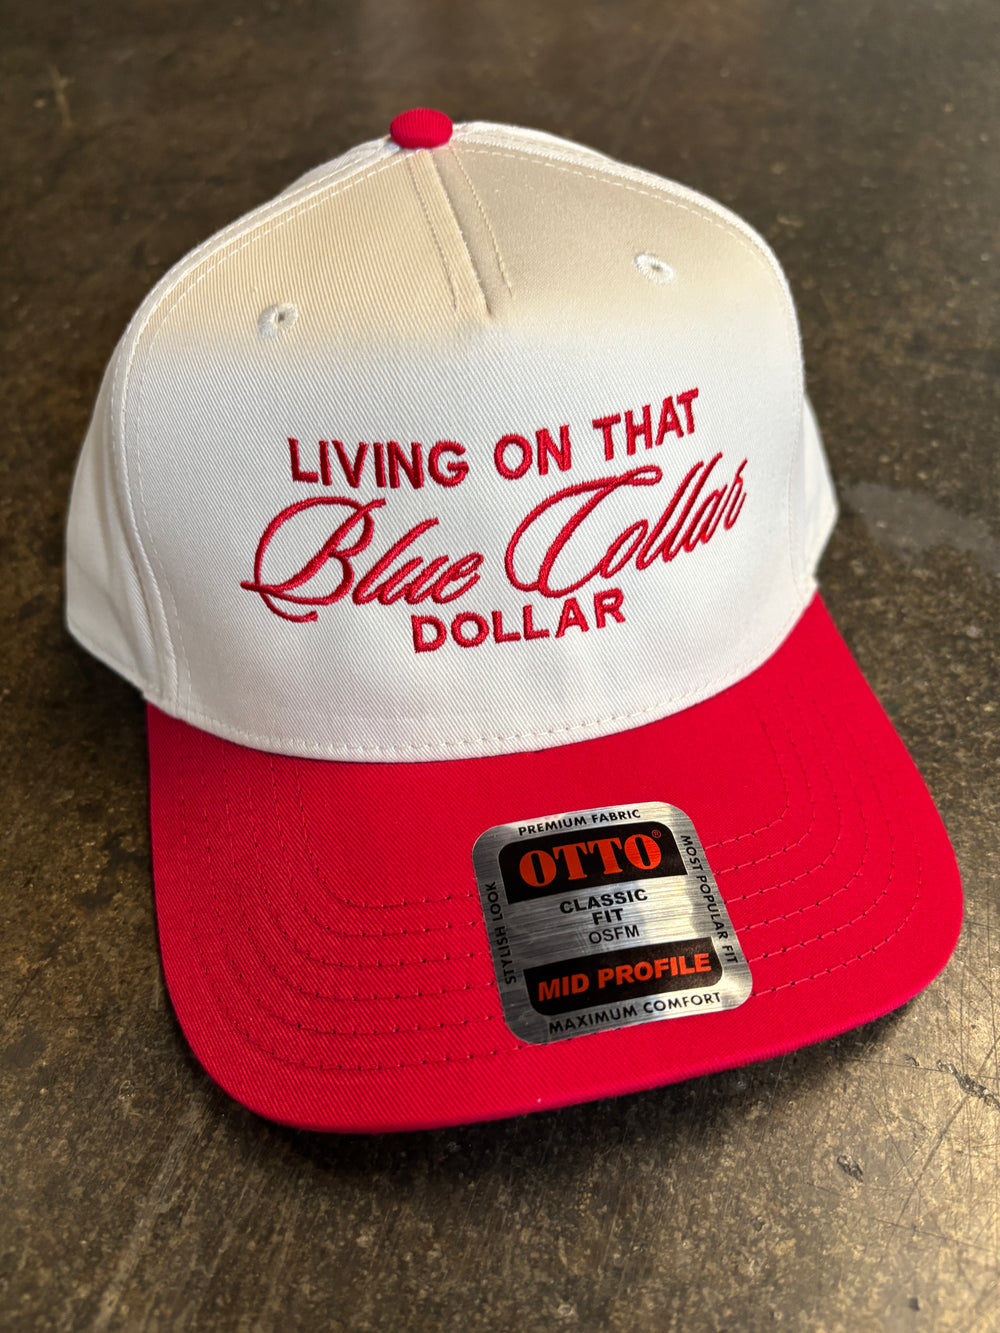 LIVING ON THAT
Blue Collar
DOLLAR
PREMIUM FABRIC
OTTO®
CLASSIC
FIT
OSFM
MID PROFILE
MAXIMUM COMFORT
STYLISH LOOK
MOST POPULAR FIT